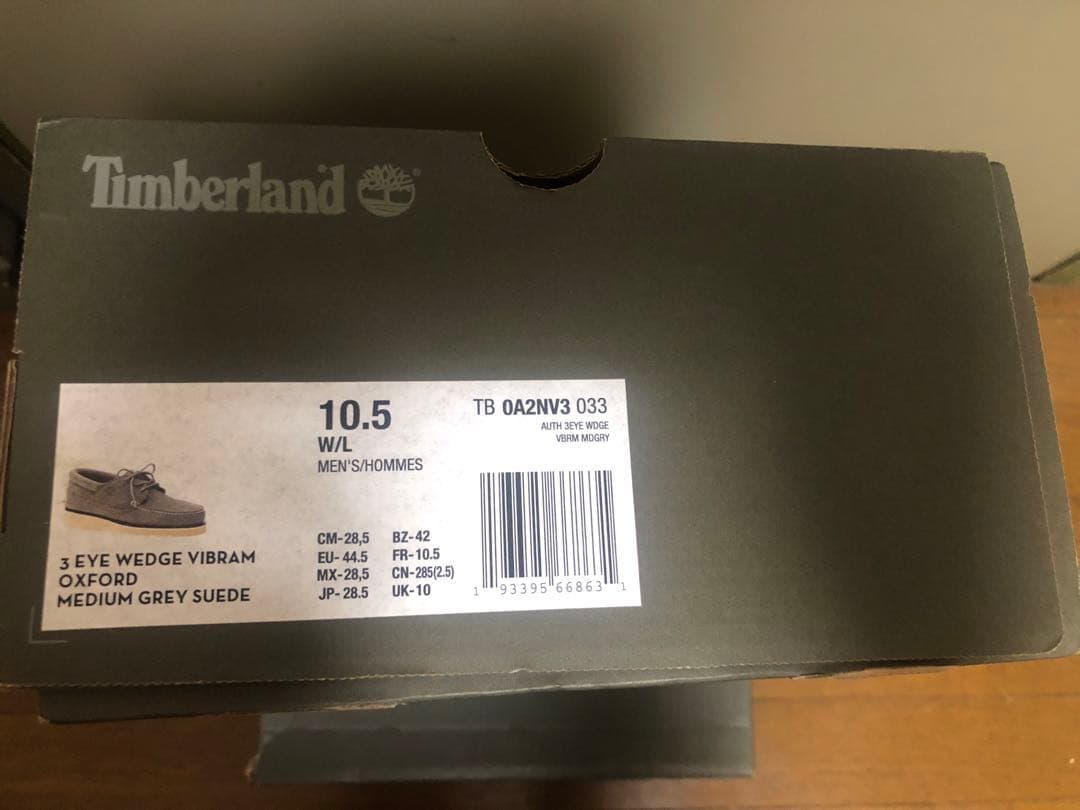 Timberland ®
10.5
W/L
MEN'S/HOMMES
TB 0A2NV3 033
AUTH 3EYE WDGE
VBRM MDGRY
3 EYE WEDGE VIBRAM
OXFORD
MEDIUM GREY SUEDE
CM-28,5 BZ-42
EU-44.5 FR-10.5
MX-28,5 CN-285(2.5)
JP-28.5 UK-10
1 93395 66863 1